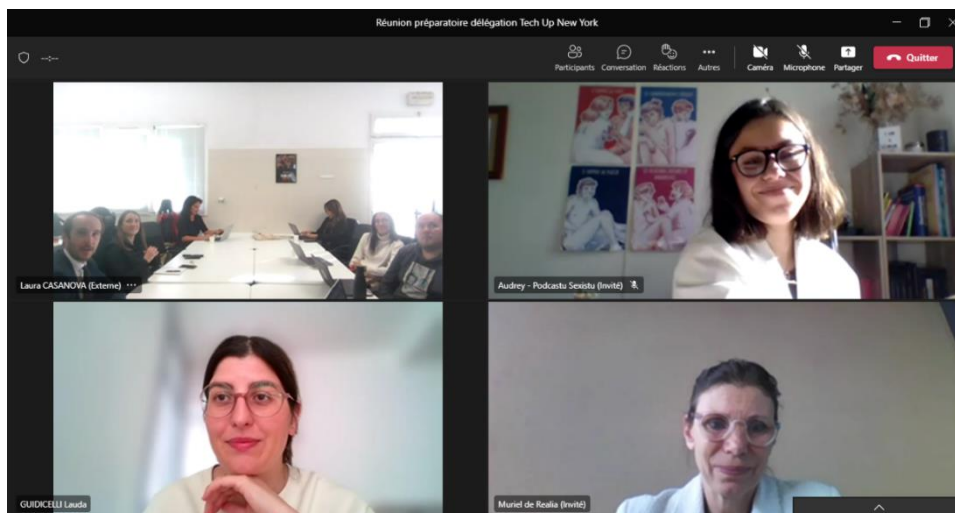 Réunion préparatoire délégation Tech Up New York
--:--
Participants
Conversation
Réactions
Autres
Caméra
Microphone
Partager
Quitter
Laura CASANOVA (Externe) ···
Audrey - Podcastu Sexistu (Invité)
GUIDICELLI Lauda
Muriel de Realia (Invité)